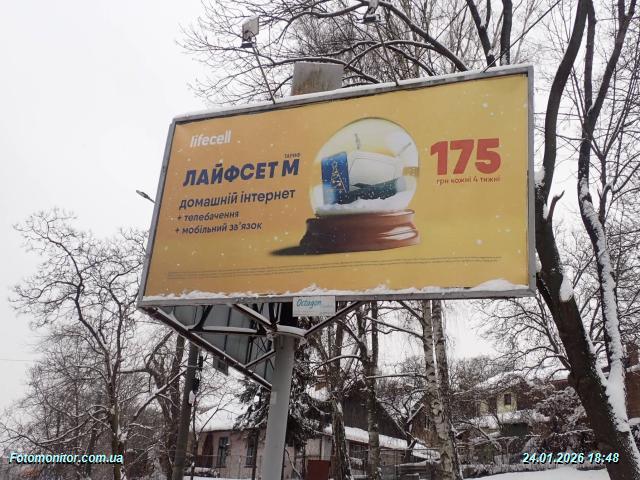 lifecell
ТАРИФ
ЛАЙФСЕТ М
домашній інтернет
+ телебачення
+ мобільний зв'язок
175
грн кожні 4 тижні
Octagon
Fotomonitor.com.ua
24.01.2026 18:48